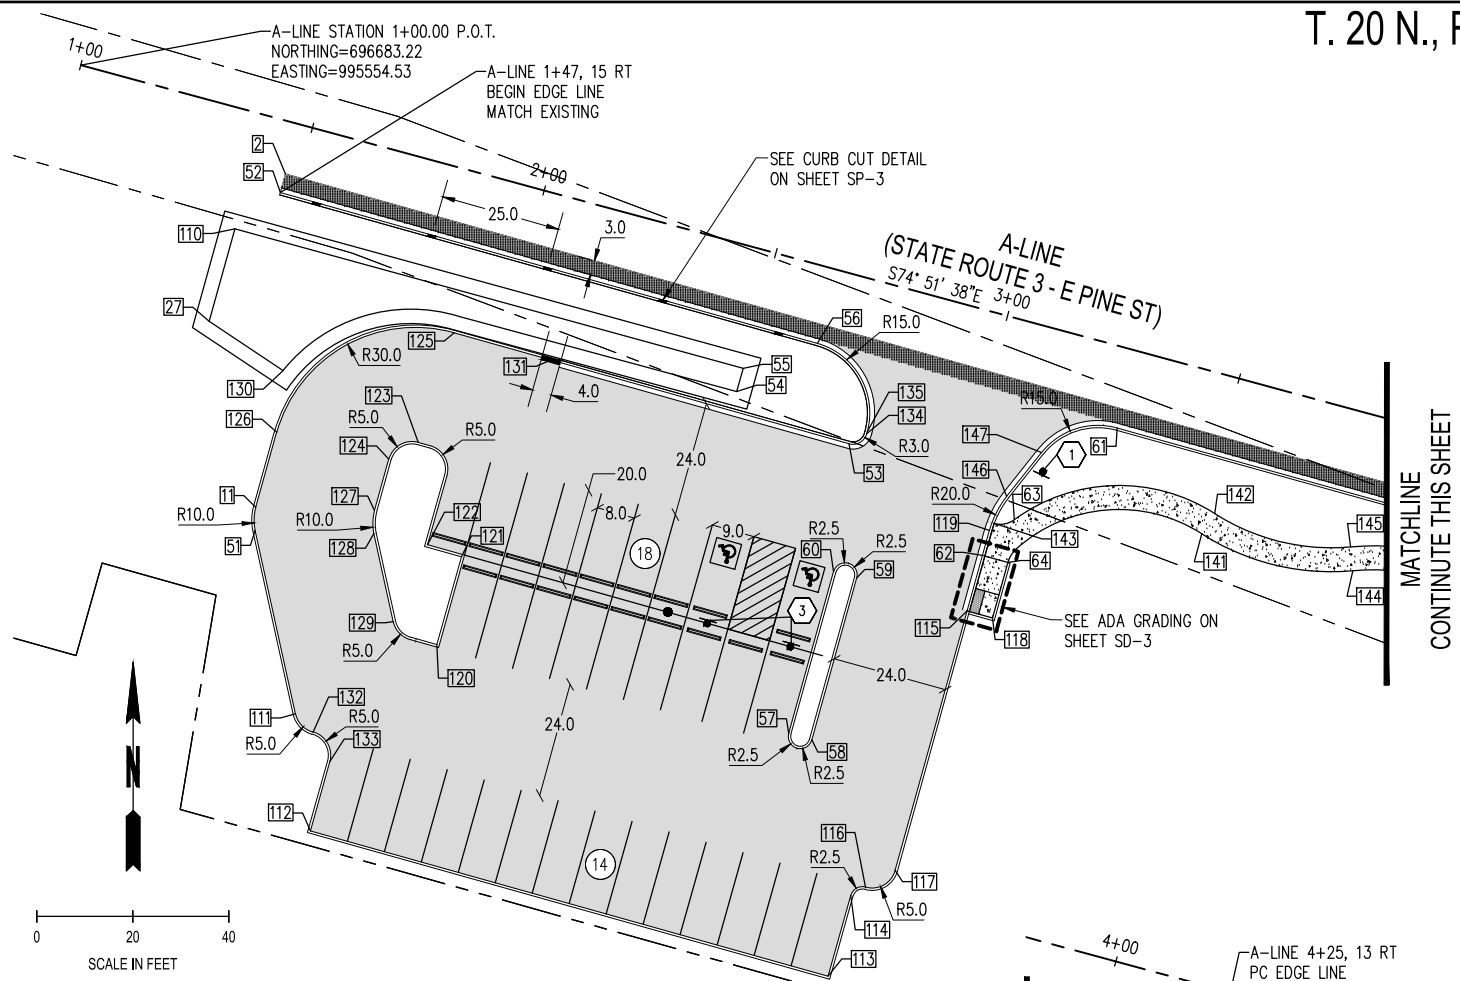 T. 20 N., R
1+00
A-LINE STATION 1+00.00 P.O.T.
NORTHING=696683.22
EASTING=995554.53
A-LINE 1+47, 15 RT
BEGIN EDGE LINE
MATCH EXISTING
2
52
2+00
SEE CURB CUT DETAIL
ON SHEET SP-3
25.0
3.0
110
A-LINE
(STATE ROUTE 3 - E PINE ST)
S74° 51' 38"E 3+00
27
56
R15.0
125
R30.0
131
55
54
130
4.0
123
135
134
R15.0
126
R5.0
R5.0
R3.0
147
1
61
124
53
24.0
MATCHLINE
CONTINUTE THIS SHEET
20.0
146
63
142
11
127
R20.0
R10.0
R10.0
122
8.0
119
143
145
51
128
121
18
9.0
R2.5
60
R2.5
59
62
64
141
144
129
3
115
118
SEE ADA GRADING ON
SHEET SD-3
R5.0
120
24.0
111
132
R5.0
133
R5.0
24.0
57
58
R2.5
R2.5
N
112
116
R2.5
117
14
R5.0
114
113
0
20
40
SCALE IN FEET
4+00
A-LINE 4+25, 13 RT
PC EDGE LINE